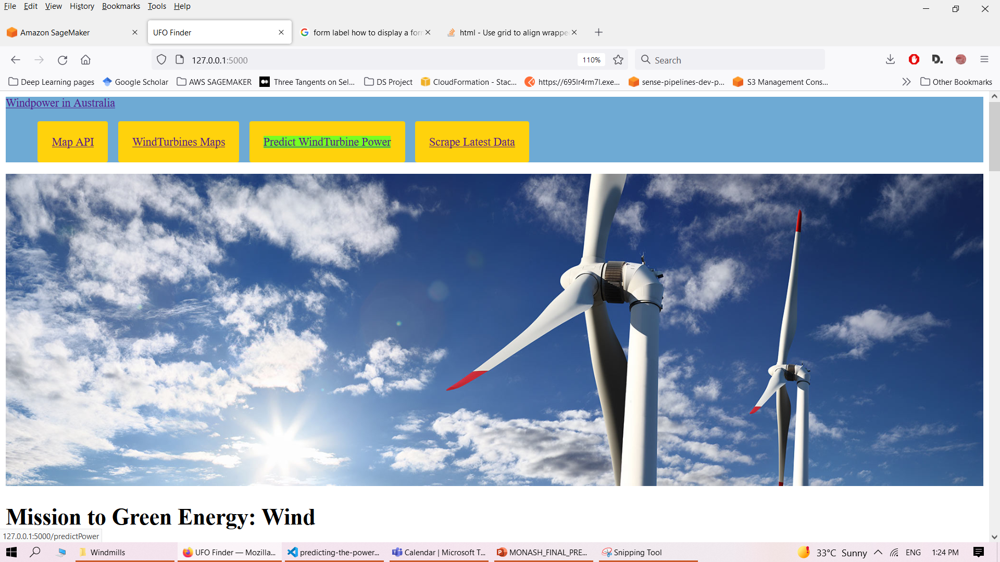 File Edit View History Bookmarks Tools Help
Amazon SageMaker
UFO Finder
form label how to display a for
html - Use grid to align wrappe
127.0.0.1:5000
110%
Search
Deep Learning pages
Google Scholar
AWS SAGEMAKER
Three Tangents on Sel...
DS Project
CloudFormation - Stac...
https://695lr4rm7l.exe...
sense-pipelines-dev-p...
S3 Management Cons...
Other Bookmarks
Windpower in Australia
Map API
WindTurbines Maps
Predict WindTurbine Power
Scrape Latest Data
Mission to Green Energy: Wind
127.0.0.1:5000/predictPower
Windmills
UFO Finder — Mozilla...
predicting-the-power...
Calendar | Microsoft T...
MONASH_FINAL_PRE...
Snipping Tool
33°C Sunny
ENG
1:24 PM